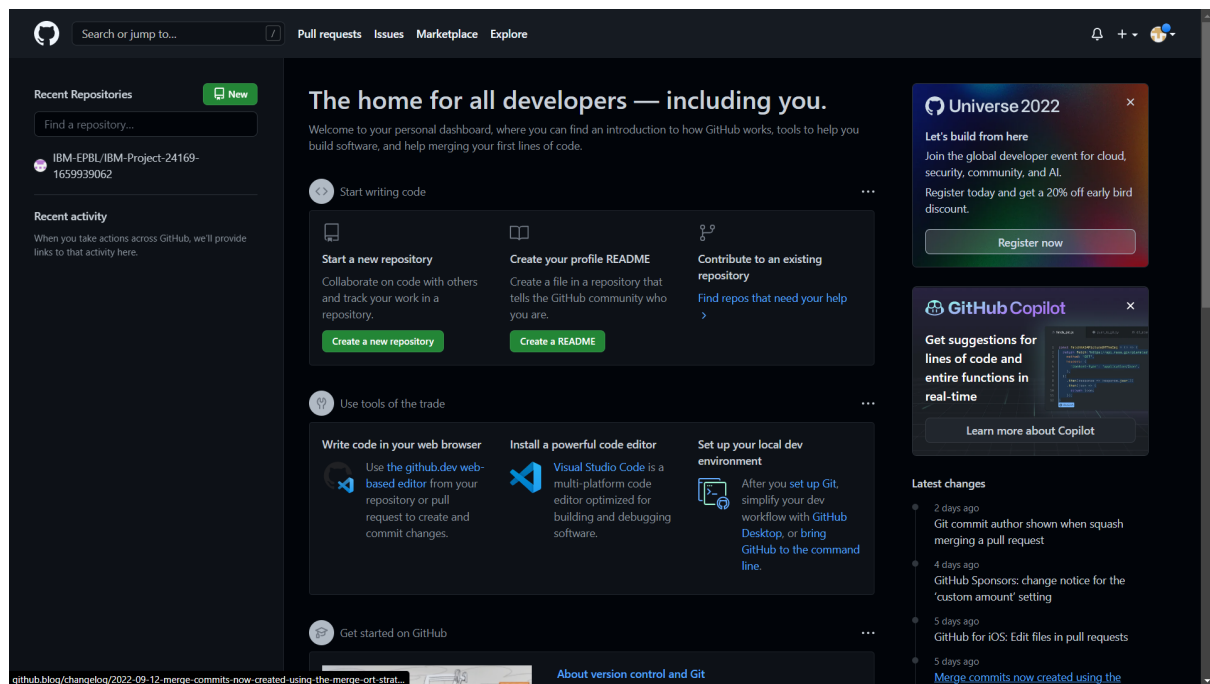 Search or jump to...
/
Pull requests Issues Marketplace Explore
Recent Repositories
New
Find a repository...
IBM-EPBL/IBM-Project-24169-
1659939062
Recent activity
When you take actions across GitHub, we'll provide
links to that activity here.
The home for all developers — including you.
Welcome to your personal dashboard, where you can find an introduction to how GitHub works, tools to help you
build software, and help merging your first lines of code.
Start writing code
Start a new repository
Collaborate on code with others
and track your work in a
repository.
Create a new repository
Create your profile README
Create a file in a repository that
tells the GitHub community who
you are.
Create a README
Contribute to an existing
repository
Find repos that need your help
Use tools of the trade
Write code in your web browser
Use the github.dev web-
based editor from your
repository or pull
request to create and
commit changes.
Install a powerful code editor
Visual Studio Code is a
multi-platform code
editor optimized for
building and debugging
software.
Set up your local dev
environment
After you set up Git,
simplify your dev
workflow with GitHub
Desktop, or bring
GitHub to the command
line.
Get started on GitHub
About version control and Git
Universe2022
Let's build from here
Join the global developer event for cloud,
security, community, and AI.
Register today and get a 20% off early bird
discount.
Register now
GitHub Copilot
Get suggestions for
lines of code and
entire functions in
real-time
Learn more about Copilot
Latest changes
2 days ago
Git commit author shown when squash
merging a pull request
4 days ago
GitHub Sponsors: change notice for the
‘custom amount’ setting
5 days ago
GitHub for iOS: Edit files in pull requests
5 days ago
Merge commits now created using the
github.blog/changelog/2022-09-12-merge-commits-now-created-using-the-merge-ort-strat...